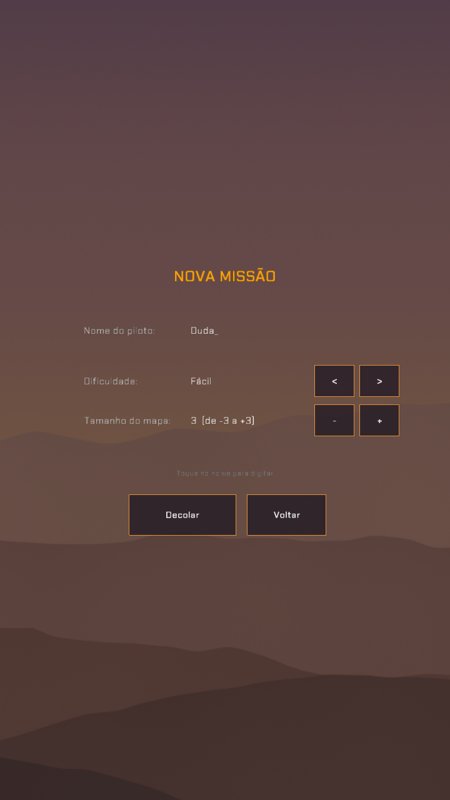 NOVA MISSÃO
Nome do piloto: Duda_
Dificuldade: Fácil < >
Tamanho do mapa: 3 (de -3 a +3) - +
Toque no nome para digitar
Decolar Voltar